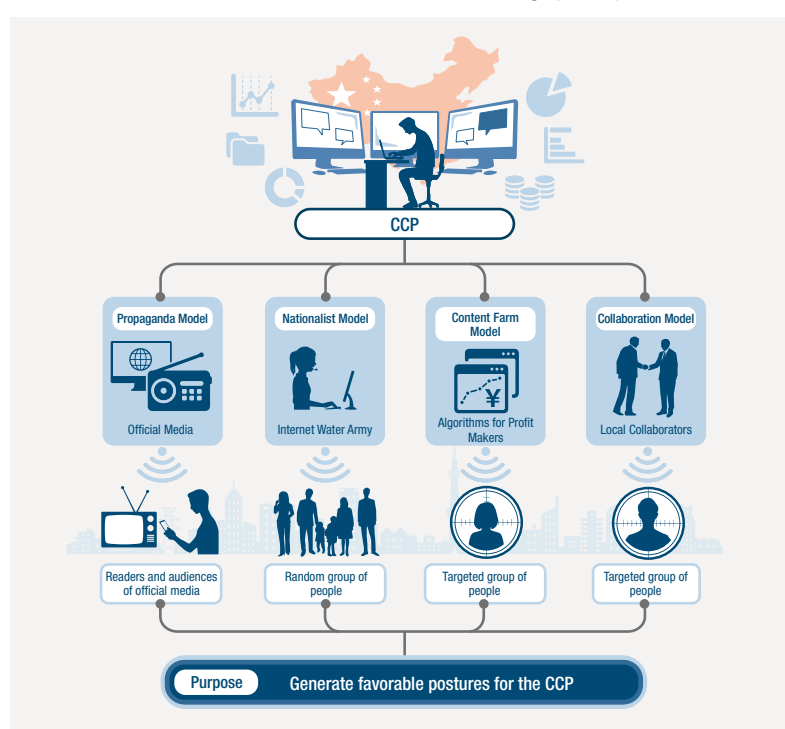 CCP
Propaganda Model
Nationalist Model
Content Farm
Model
Collaboration Model
¥
Official Media
Internet Water Army
Algorithms for Profit
Makers
Local Collaborators
Readers and audiences
of official media
Random group of
people
Targeted group of
people
Targeted group of
people
Purpose
Generate favorable postures for the CCP